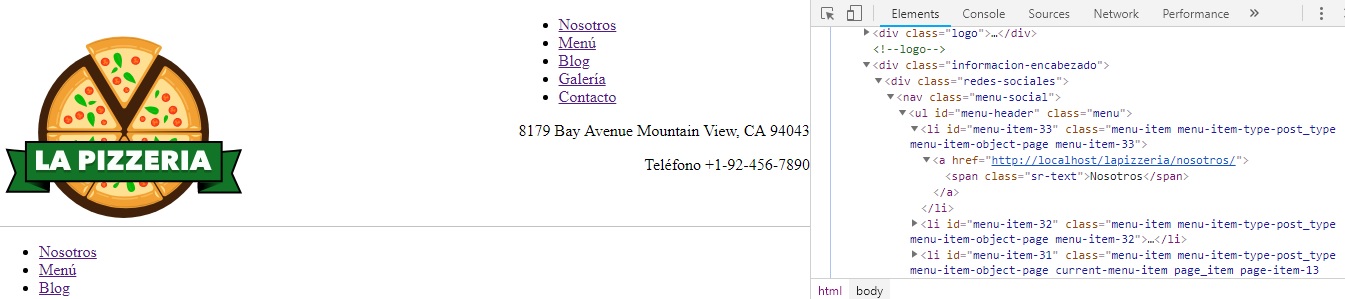 Nosotros
Menú
Blog
Galería
Contacto
8179 Bay Avenue Mountain View, CA 94043
Teléfono +1-92-456-7890
LA PIZZERIA
Nosotros
Menú
Blog
Elements Console Sources Network Performance »
<div class="logo">…</div>
<!--logo-->
<div class="informacion-encabezado">
<div class="redes-sociales">
<nav class="menu-social">
<ul id="menu-header" class="menu">
<li id="menu-item-33" class="menu-item menu-item-type-post_type
menu-item-object-page menu-item-33">
<a href="http://localhost/lapizzeria/nosotros/">
<span class="sr-text">Nosotros</span>
</a>
</li>
<li id="menu-item-32" class="menu-item menu-item-type-post_type
menu-item-object-page menu-item-32">…</li>
<li id="menu-item-31" class="menu-item menu-item-type-post_type
menu-item-object-page current-menu-item page_item page-item-13
html body